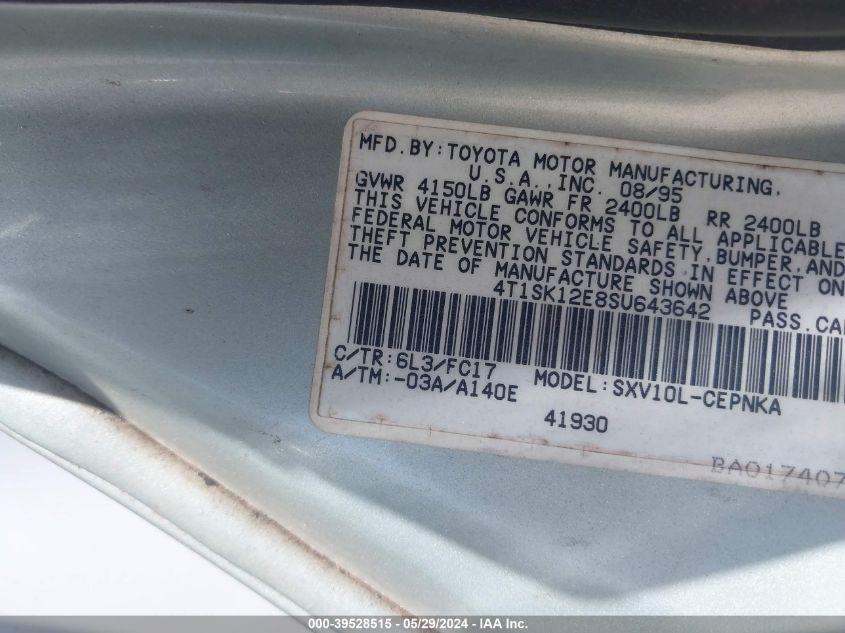 MFD.BY:TOYOTA MOTOR MANUFACTURING,
U.S.A.,INC. 08/95
GVWR 4150LB GAWR FR 2400LB RR 2400LB
THIS VEHICLE CONFORMS TO ALL APPLICABLE
FEDERAL MOTOR VEHICLE SAFETY,BUMPER,AND
THEFT PREVENTION STANDARDS IN EFFECT ON
THE DATE OF MANUFACTURE SHOWN ABOVE
4T1SK12E8SU643642 PASS.CA
C/TR:6L3/FC17
A/TM:-03A/A140E MODEL:SXV10L-CEPNKA
41930
BA017407
000-39528515 - 05/29/2024 - IAA Inc.